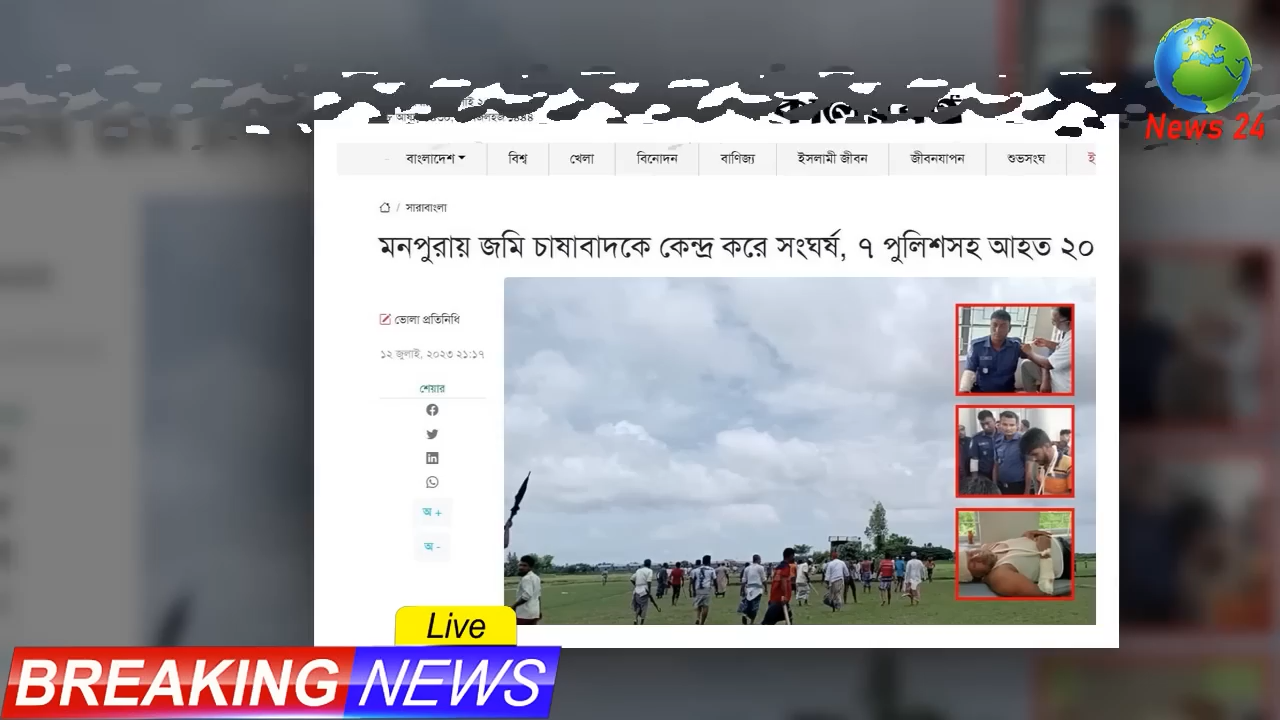 News 24
বাংলাদেশ বিশ্ব খেলা বিনোদন বাণিজ্য ইসলামী জীবন জীবনযাপন শুভসংঘ
/ সারাবাংলা
মনপুরায় জমি চাষাবাদকে কেন্দ্র করে সংঘর্ষ, ৭ পুলিশসহ আহত ২০
ভোলা প্রতিনিধি
১২ জুলাই, ২০২৩ ২১:১৭
শেয়ার
অ +
অ -
Live
BREAKING NEWS